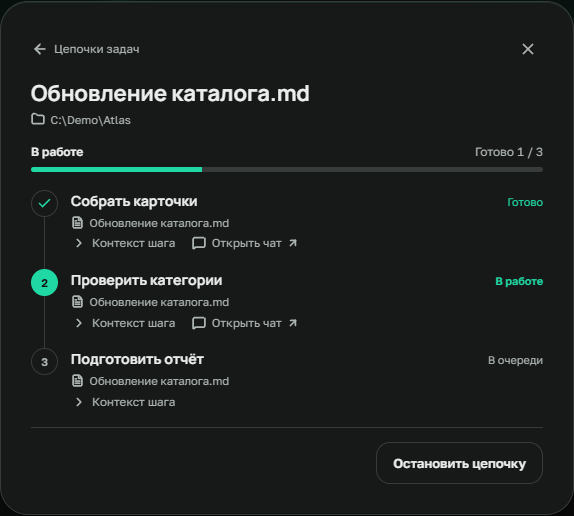 Цепочки задач
Обновление каталога.md
C:\Demo\Atlas
В работе Готово 1 / 3
Собрать карточки Готово
Обновление каталога.md
Контекст шага Открыть чат
2 Проверить категории В работе
Обновление каталога.md
Контекст шага Открыть чат
3 Подготовить отчёт В очереди
Обновление каталога.md
Контекст шага
Остановить цепочку